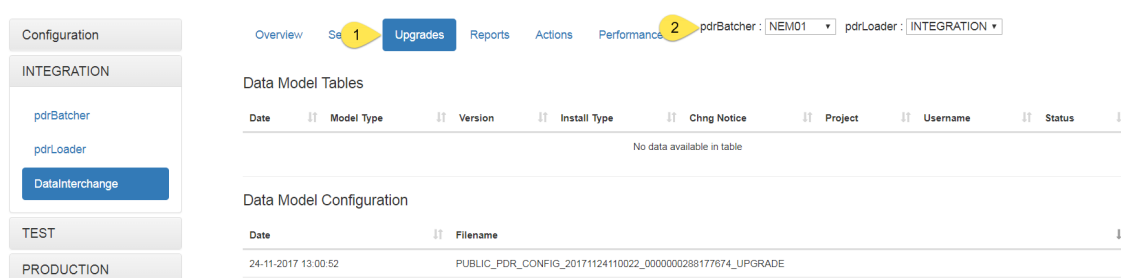 Configuration
INTEGRATION
pdrBatcher
pdrLoader
DataInterchange
TEST
PRODUCTION
Overview Se 1 Upgrades Reports Actions Performance 2 pdrBatcher : NEM01 pdrLoader : INTEGRATION
Data Model Tables
Date Model Type Version Install Type Chng Notice Project Username Status
No data available in table
Data Model Configuration
Date Filename
24-11-2017 13:00:52 PUBLIC_PDR_CONFIG_20171124110022_0000000288177674_UPGRADE